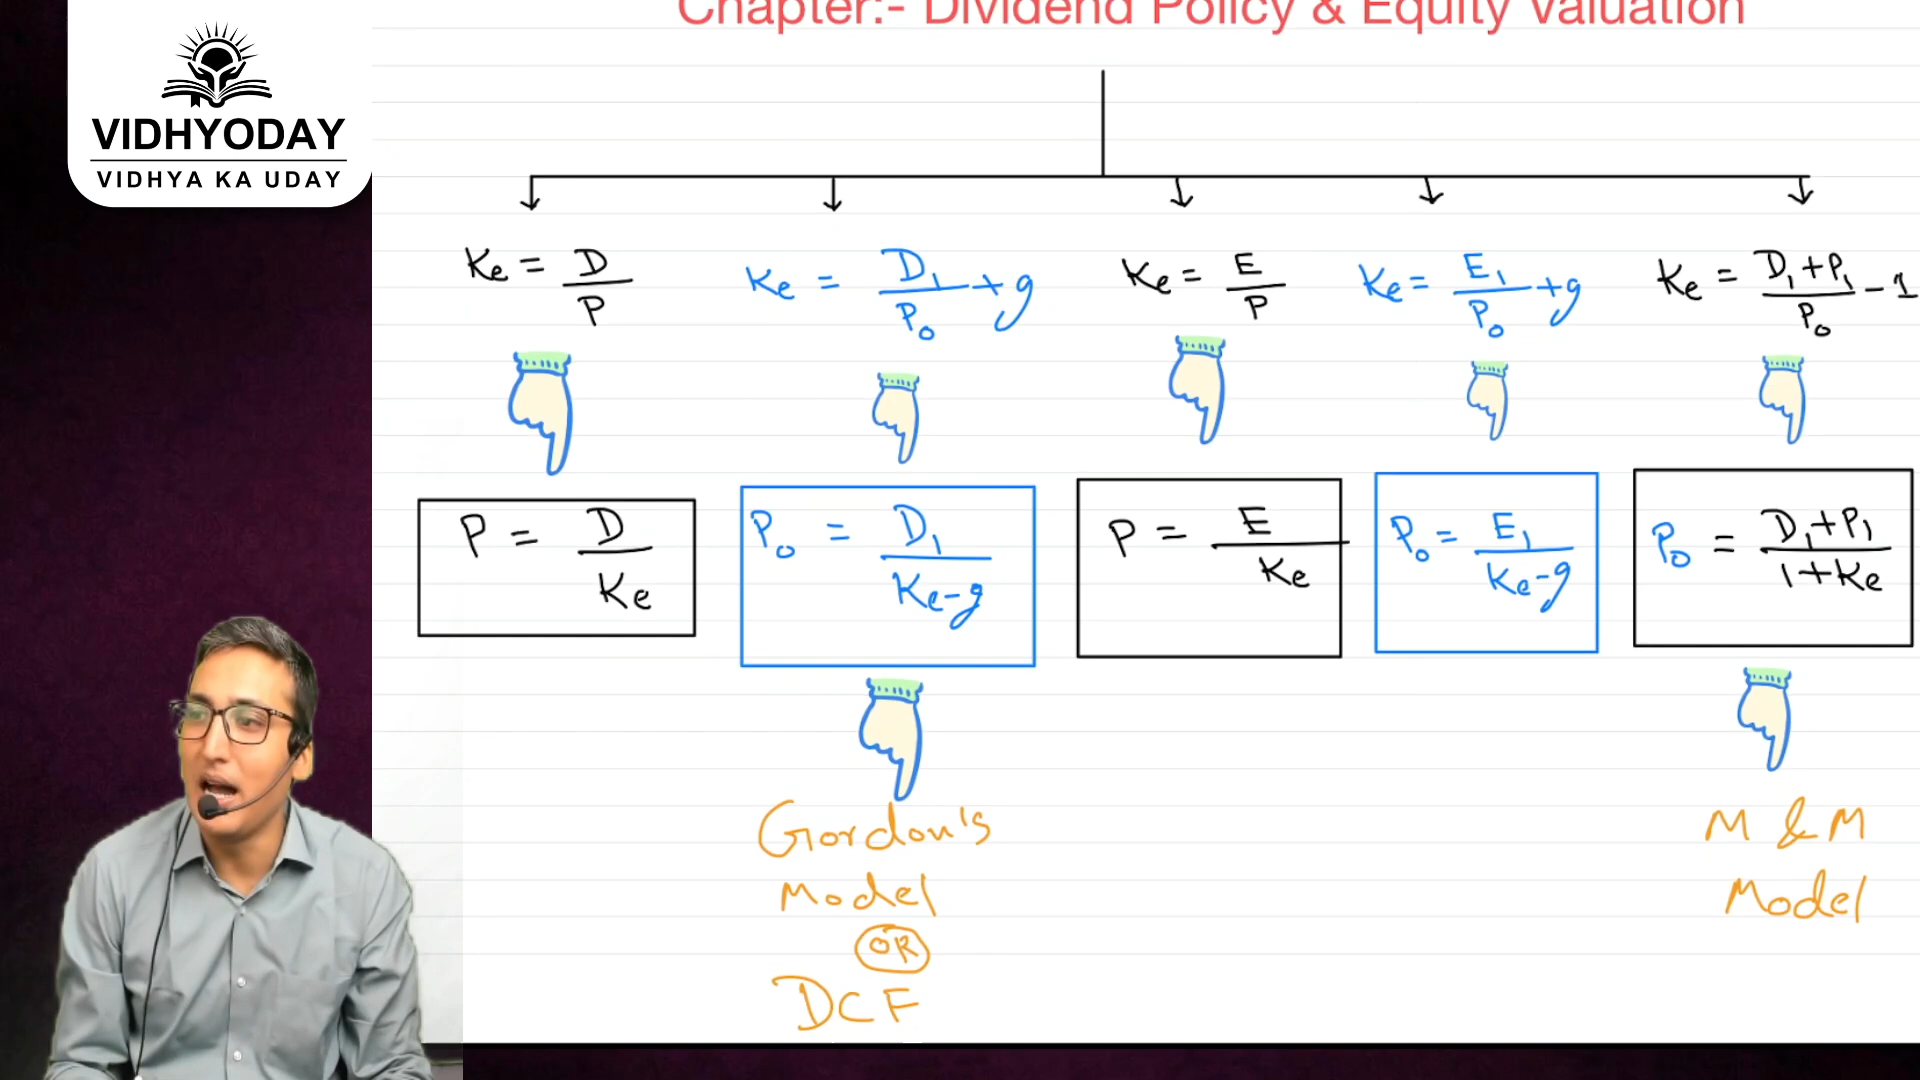 Chapter:- Dividend Policy & Equity Valuation
VIDHYODAY
VIDHYA KA UDAY
Ke = D/P
Ke = D₁/P₀ + g
Ke = E/P
Ke = E₁/P₀ + g
Ke = D₁+P₁/P₀ - 1
P = D/Ke
P₀ = D₁/Ke-g
P = E/Ke
P₀ = E₁/Ke-g
P₀ = D₁+P₁/1+Ke
Gordon's
Model
OR
DCF
M & M
Model